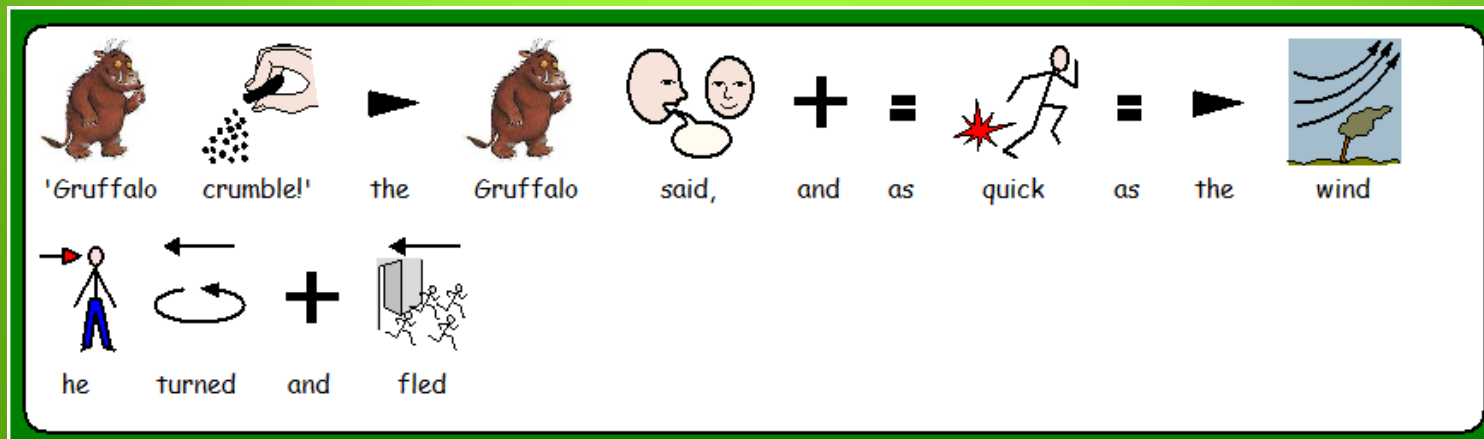 'Gruffalo crumble!' the Gruffalo said, and as quick as the wind
he turned and fled